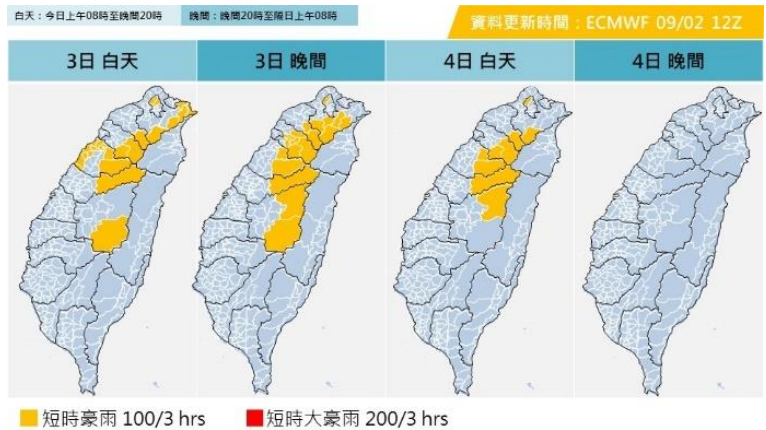 白天：今日上午08時至晚間20時 晚間：晚間20時至隔日上午08時
資料更新時間：ECMWF 09/02 12Z
3日 白天 3日 晚間 4日 白天 4日 晚間
短時豪雨 100/3 hrs 短時大豪雨 200/3 hrs